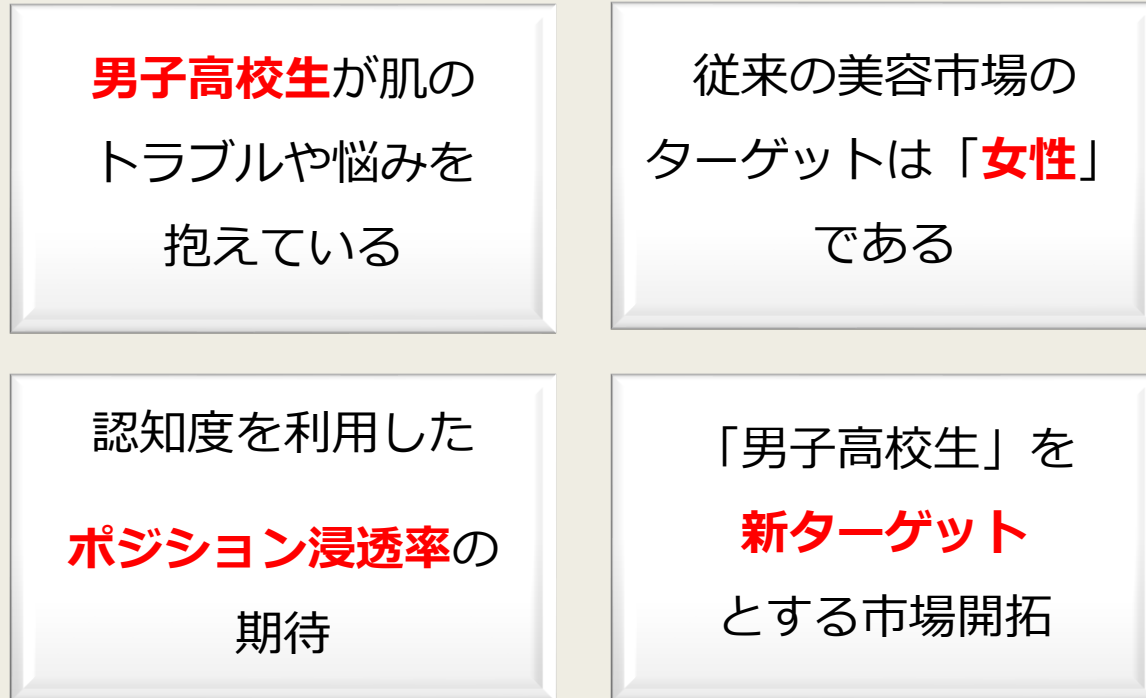 男子高校生が肌の
トラブルや悩みを
抱えている
従来の美容市場の
ターゲットは「女性」
である
認知度を利用した
ポジション浸透率の
期待
「男子高校生」を
新ターゲット
とする市場開拓